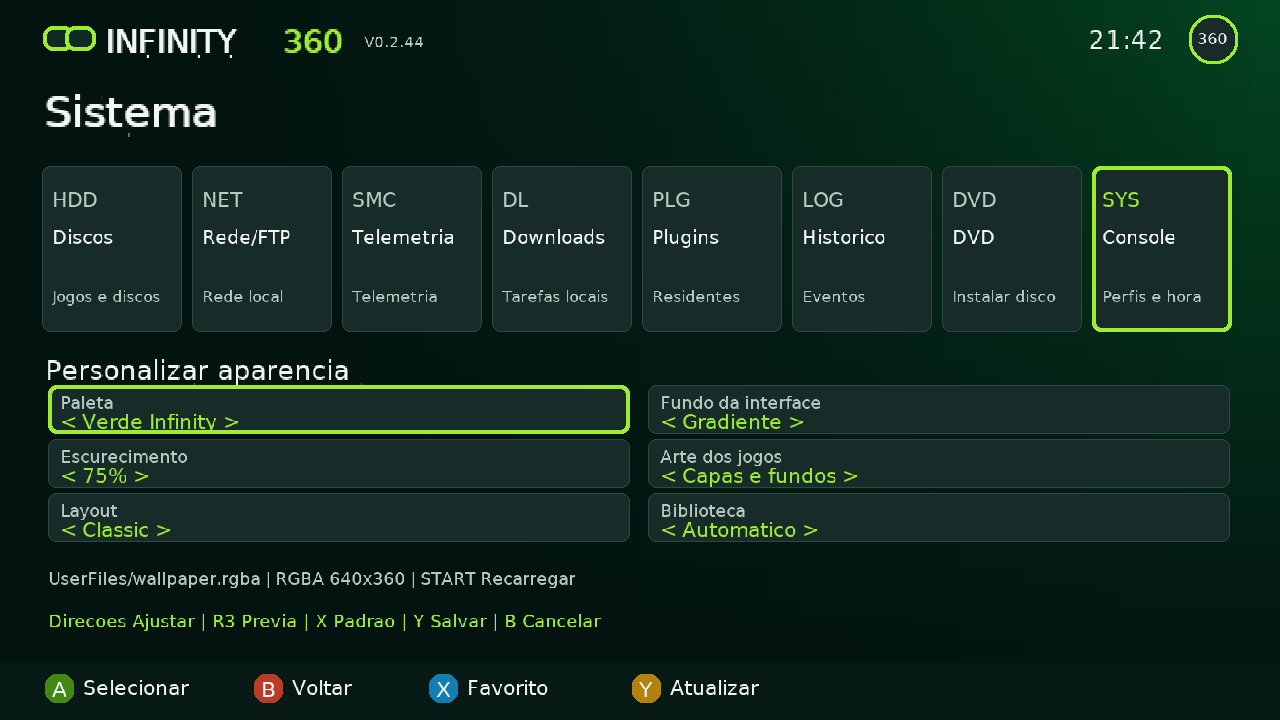 INFINITY 360 V0.2.44 21:42 360
Sistema
HDD NET SMC DL PLG LOG DVD SYS
Discos Rede/FTP Telemetria Downloads Plugins Historico DVD Console
Jogos e discos Rede local Telemetria Tarefas locais Residentes Eventos Instalar disco Perfis e hora
Personalizar aparencia
Paleta
< Verde Infinity >
Fundo da interface
< Gradiente >
Escurecimento
< 75% >
Arte dos jogos
< Capas e fundos >
Layout
< Classic >
Biblioteca
< Automatico >
UserFiles/wallpaper.rgba | RGBA 640x360 | START Recarregar
Direcoes Ajustar | R3 Previa | X Padrao | Y Salvar | B Cancelar
A Selecionar B Voltar X Favorito Y Atualizar